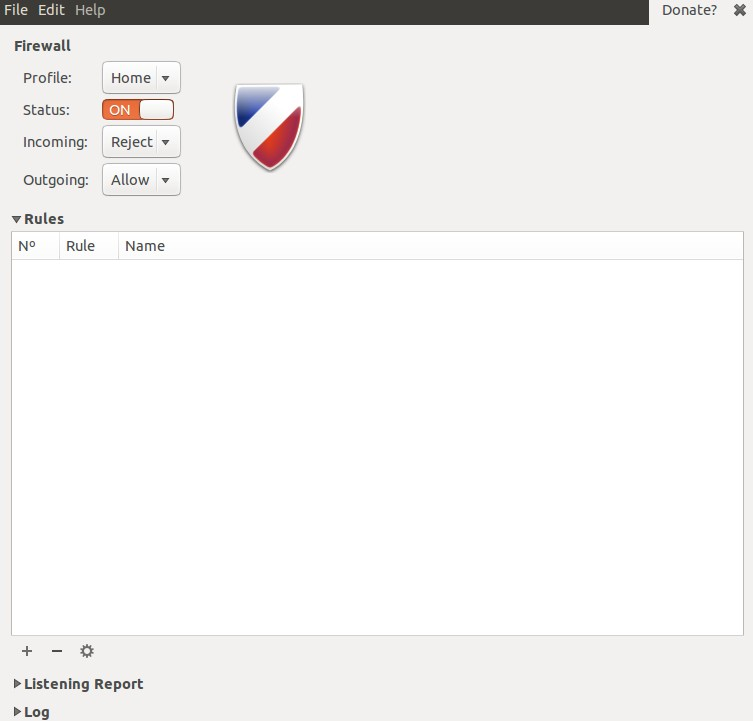 File Edit Help Donate?
Firewall
Profile: Home
Status: ON
Incoming: Reject
Outgoing: Allow
Rules
Nº Rule Name
Listening Report
Log